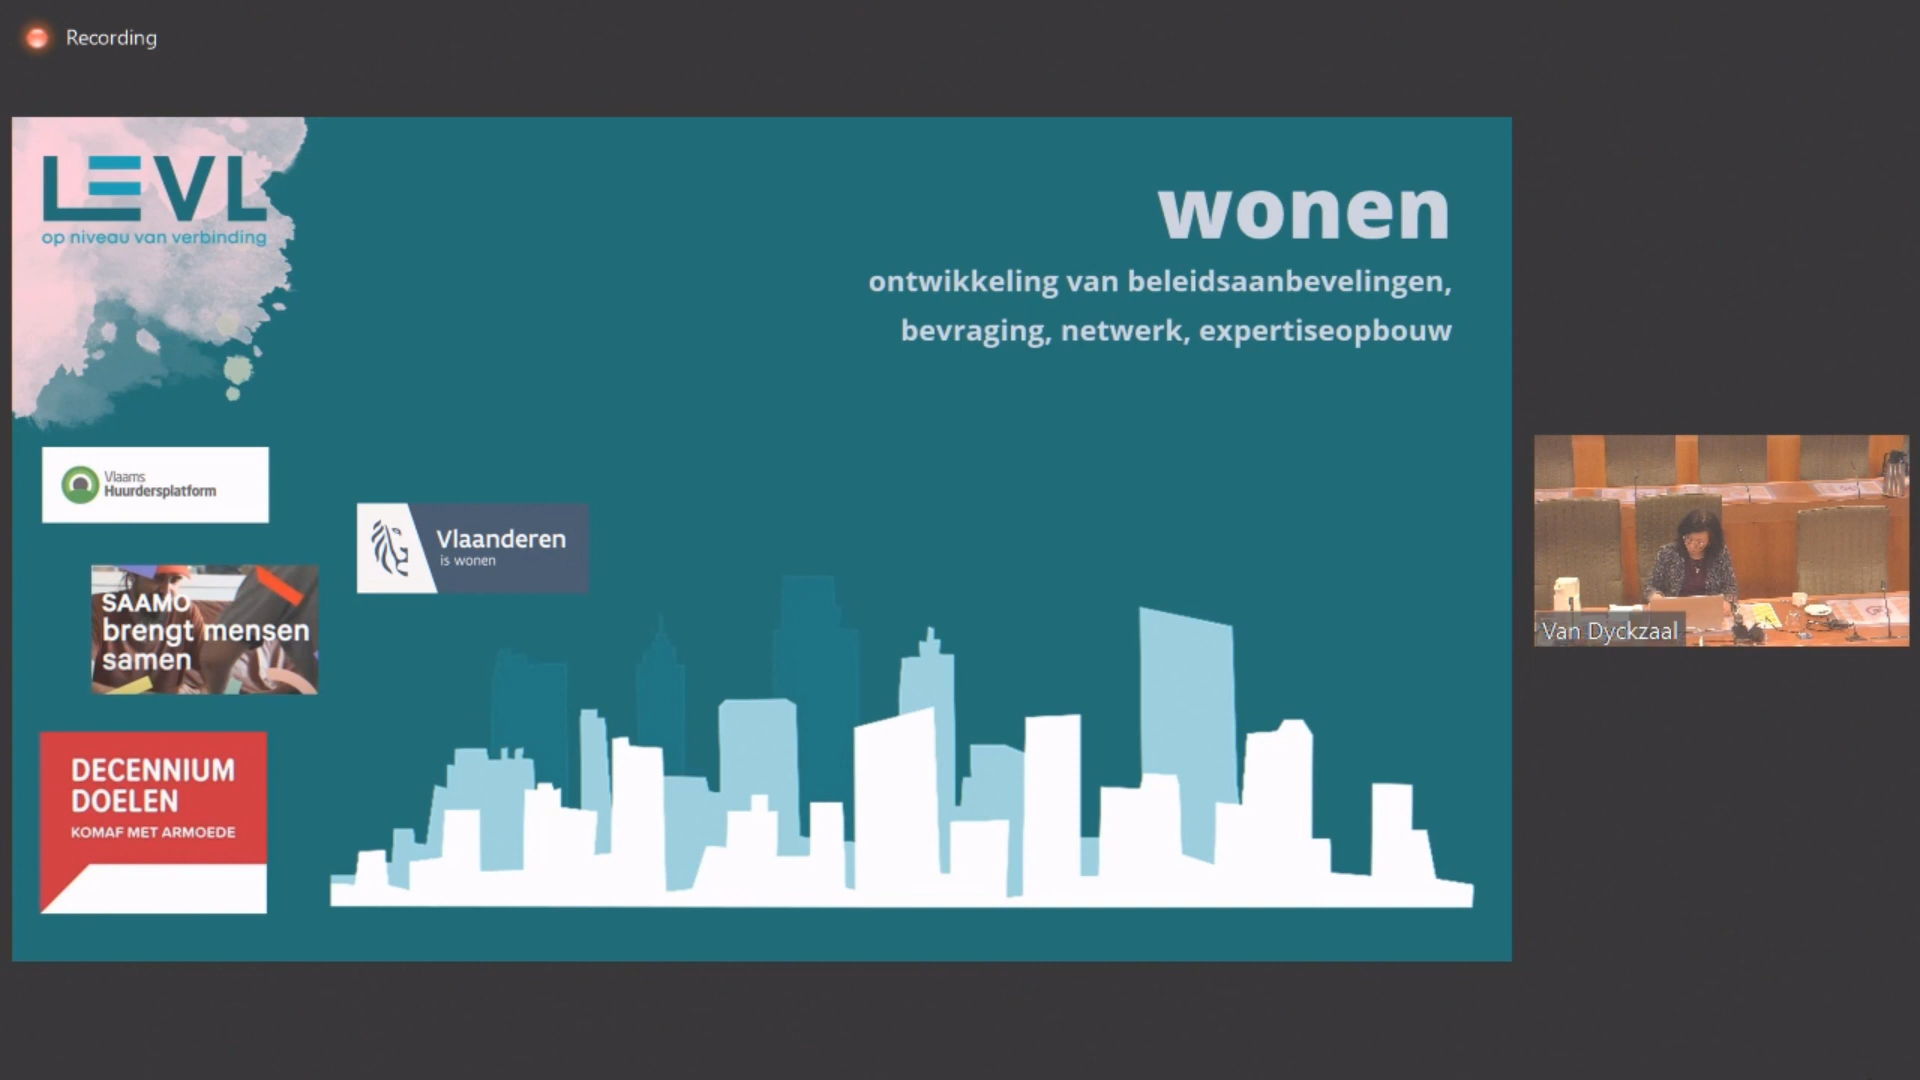 Recording
LEVL
op niveau van verbinding
wonen
ontwikkeling van beleidsaanbevelingen,
bevraging, netwerk, expertiseopbouw
Vlaams
Huurdersplatform
Vlaanderen
is wonen
SAAMO
brengt mensen
samen
DECENNIUM
DOELEN
KOMAF MET ARMOEDE
Van Dyckzaal